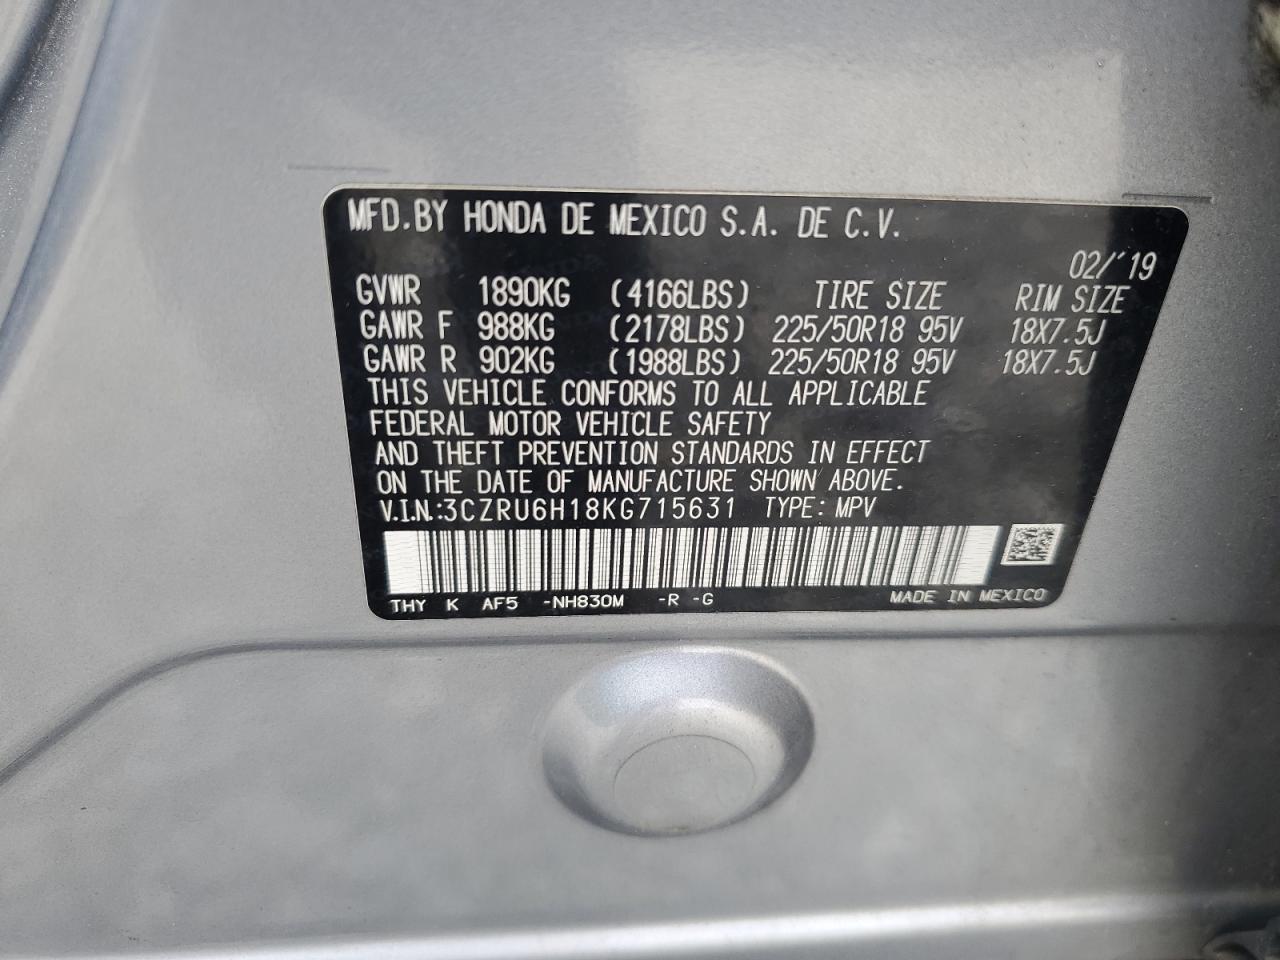 MFD.BY HONDA DE MEXICO S.A. DE C.V.
02/'19
GVWR 1890KG (4166LBS) TIRE SIZE RIM SIZE
GAWR F 988KG (2178LBS) 225/50R18 95V 18X7.5J
GAWR R 902KG (1988LBS) 225/50R18 95V 18X7.5J
THIS VEHICLE CONFORMS TO ALL APPLICABLE
FEDERAL MOTOR VEHICLE SAFETY
AND THEFT PREVENTION STANDARDS IN EFFECT
ON THE DATE OF MANUFACTURE SHOWN ABOVE.
V.I.N.:3CZRU6H18KG715631 TYPE: MPV
THY K AF5 -NH830M -R -G MADE IN MEXICO